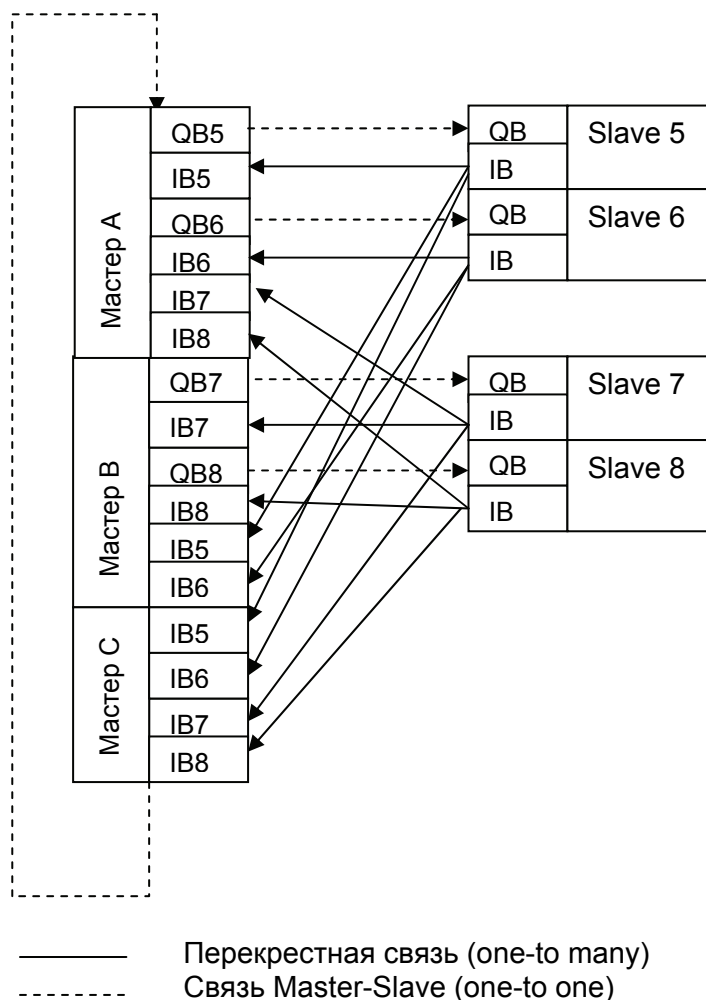 Мастер A
QB5
IB5
QB6
IB6
IB7
IB8
Мастер B
QB7
IB7
QB8
IB8
IB5
IB6
Мастер C
IB5
IB6
IB7
IB8
QB
Slave 5
IB
QB
Slave 6
IB
QB
Slave 7
IB
QB
Slave 8
IB
Перекрестная связь (one-to many)
Связь Master-Slave (one-to one)